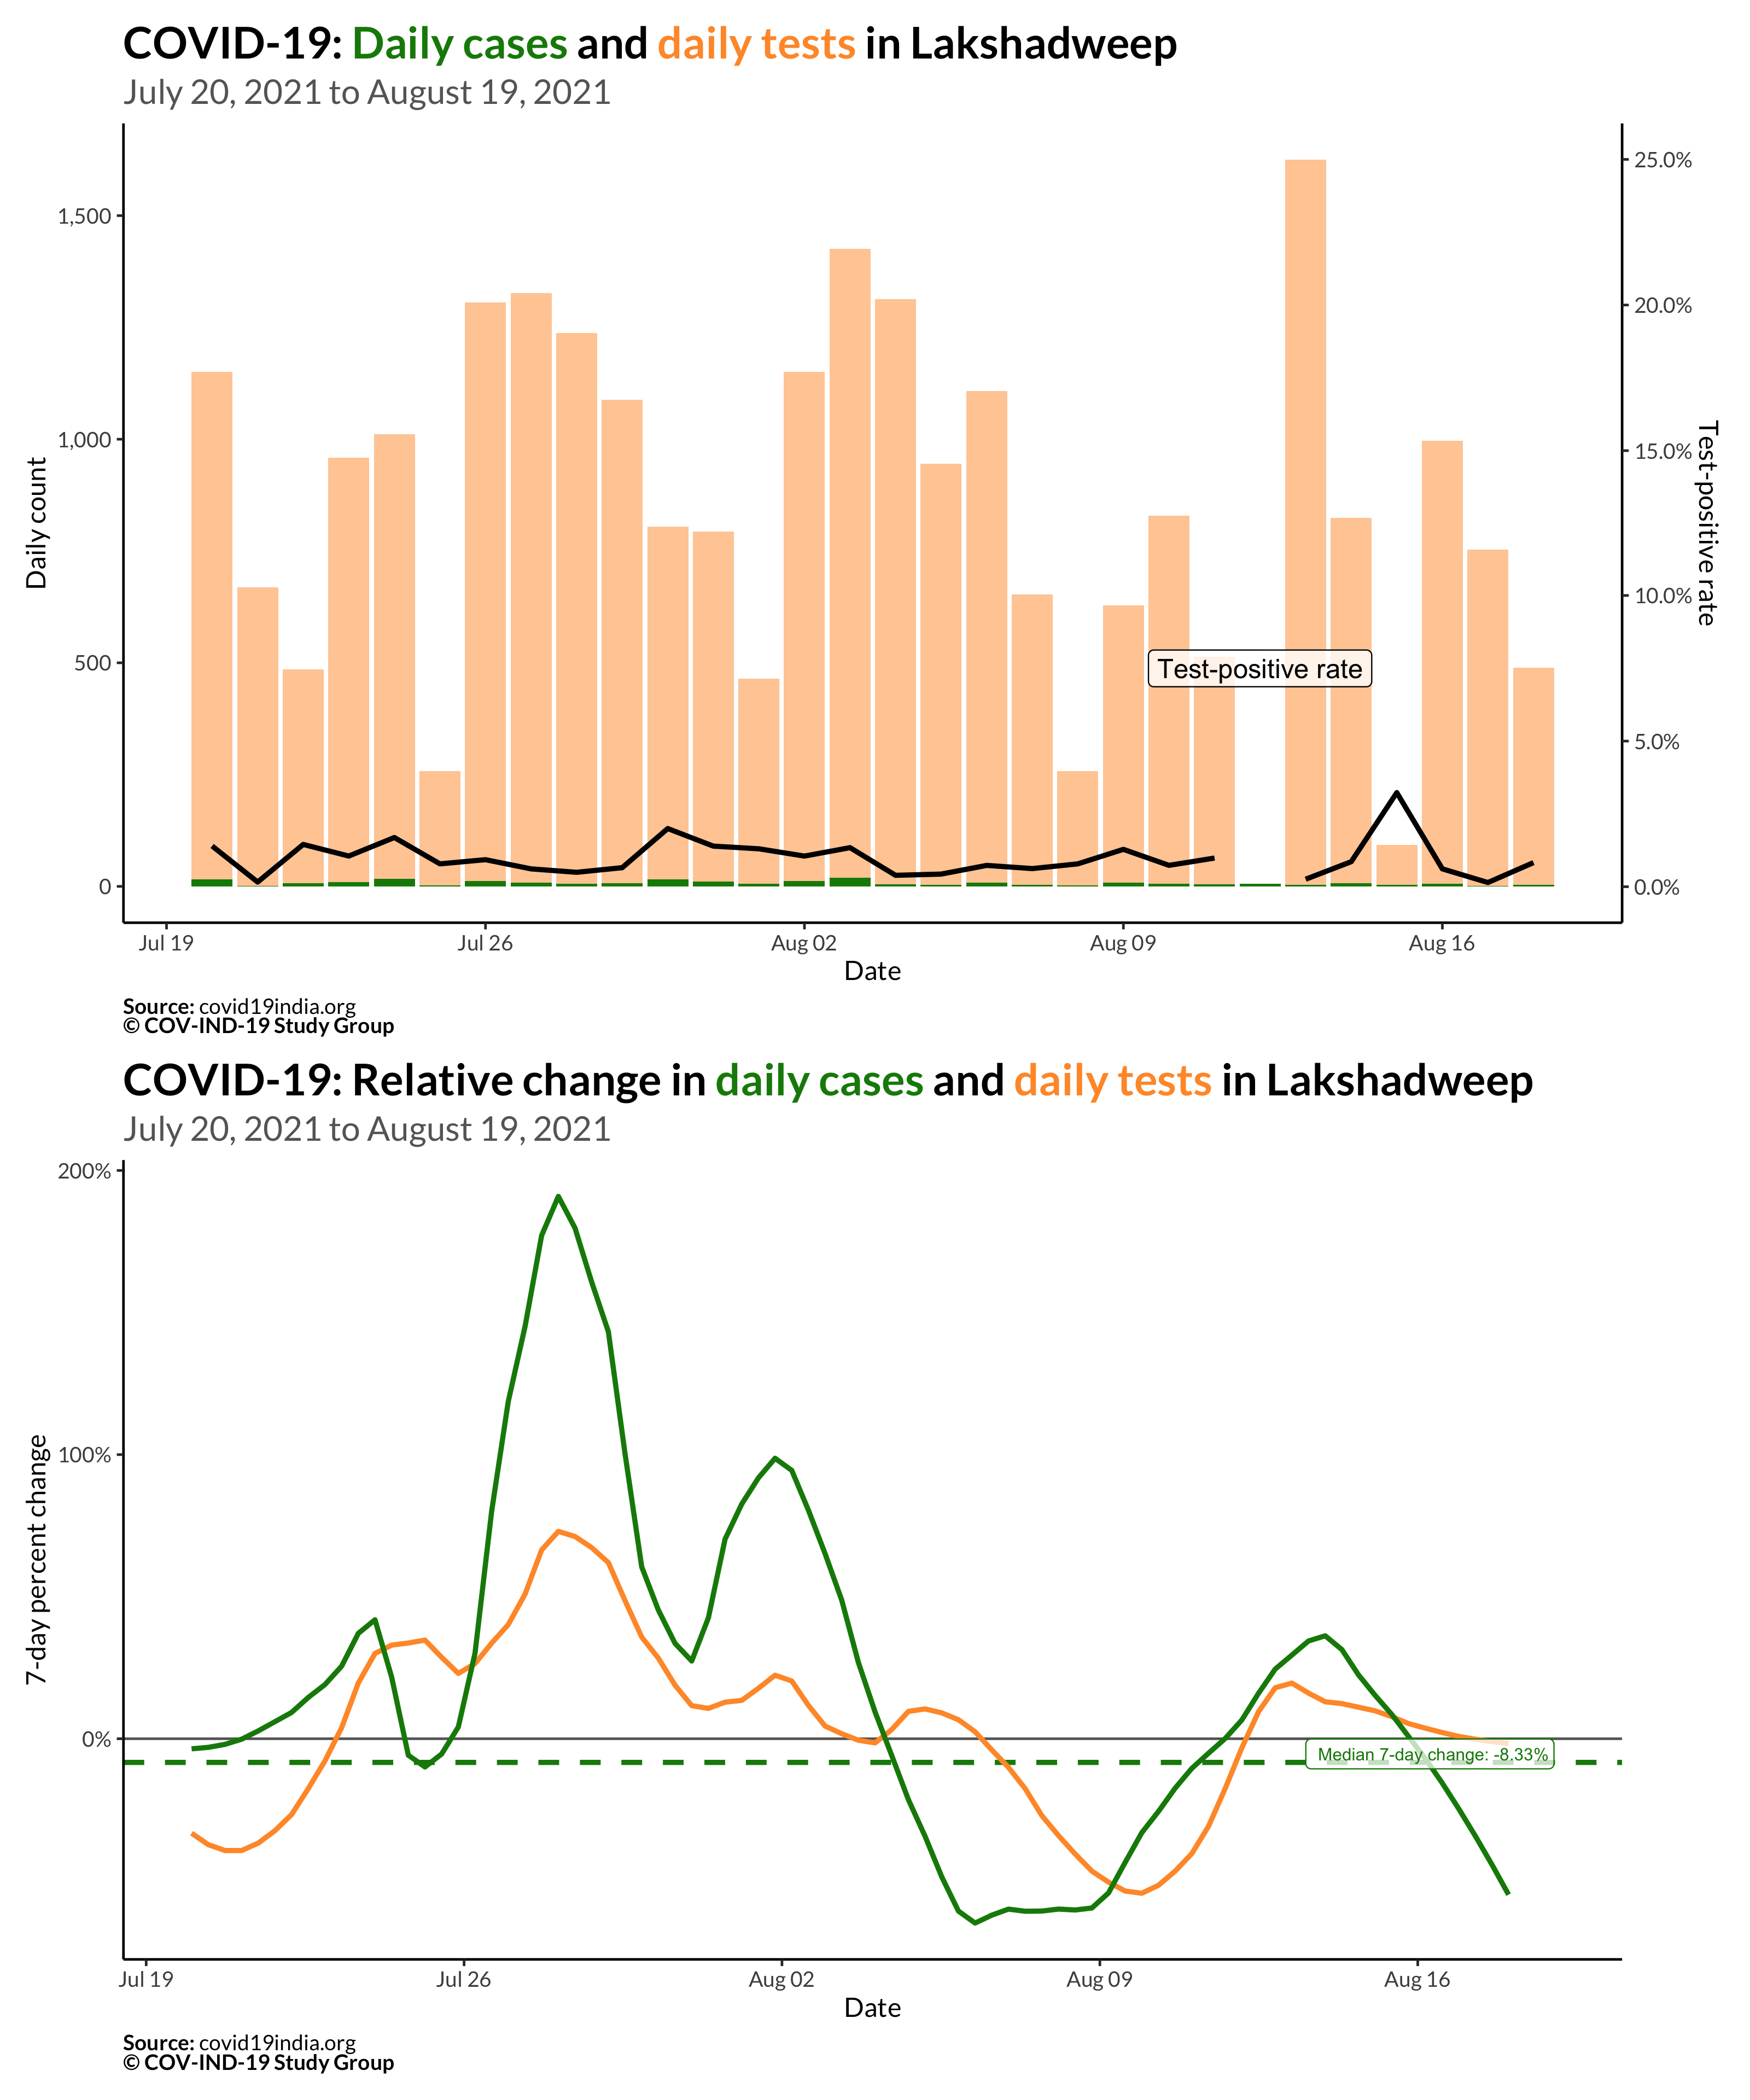 COVID-19: Daily cases and daily tests in Lakshadweep
July 20, 2021 to August 19, 2021
Daily count
1,500
1,000
500
0
25.0%
20.0%
15.0%
10.0%
5.0%
0.0%
Test-positive rate
Test-positive rate
Jul 19
Jul 26
Aug 02
Aug 09
Aug 16
Date
Source: covid19india.org
© COV-IND-19 Study Group
COVID-19: Relative change in daily cases and daily tests in Lakshadweep
July 20, 2021 to August 19, 2021
7-day percent change
200%
100%
0%
Median 7-day change: -8.33%
Jul 19
Jul 26
Aug 02
Aug 09
Aug 16
Date
Source: covid19india.org
© COV-IND-19 Study Group